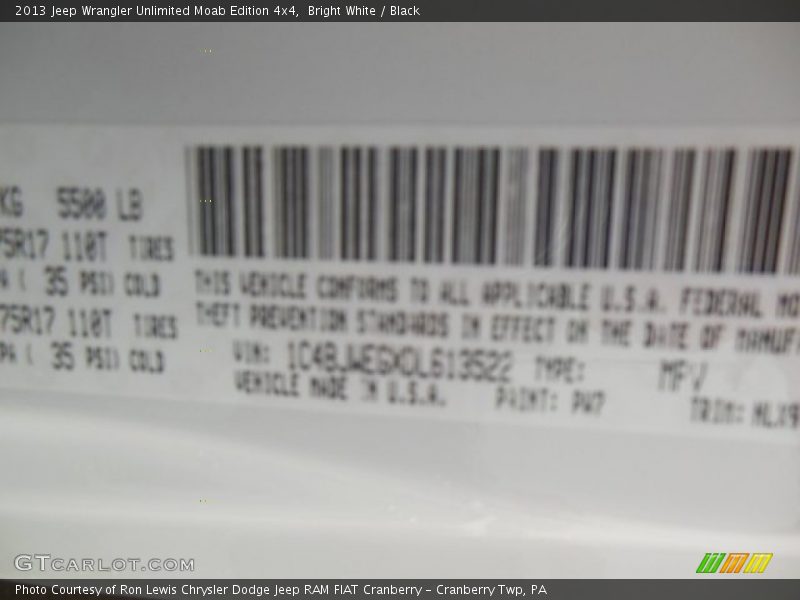 2013 Jeep Wrangler Unlimited Moab Edition 4x4,  Bright White / Black
KG 5500 LB
75R17 110T TIRES
( 35 PSI) COLD
75R17 110T TIRES
PA ( 35 PSI) COLD
THIS VEHICLE CONFORMS TO ALL APPLICABLE U.S.A. FEDERAL MO
THEFT PREVENTION STANDARDS IN EFFECT ON THE DATE OF MANUF
VIN: TYPE: MPV
VEHICLE MADE IN U.S.A. PAINT: PW7 TRIM:
GTCARLOT.COM
Photo Courtesy of Ron Lewis Chrysler Dodge Jeep RAM FIAT Cranberry – Cranberry Twp, PA